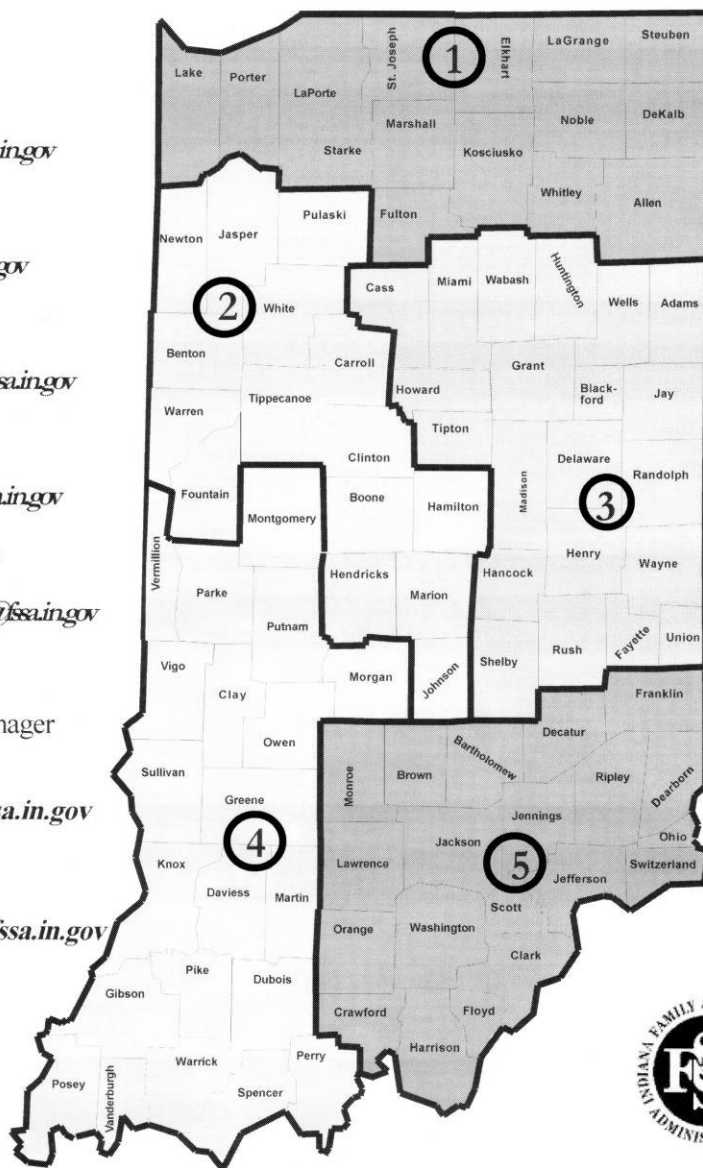 in.gov
gov
sa.in.gov
a.in.gov
@fssa.in.gov
nager
sa.in.gov
fssa.in.gov
Lake
Porter
LaPorte
St. Joseph
1
Elkhart
LaGrange
Steuben
Starke
Marshall
Kosciusko
Noble
DeKalb
Fulton
Whitley
Allen
Newton
Jasper
Pulaski
2
White
Cass
Miami
Wabash
Huntington
Wells
Adams
Benton
Carroll
Howard
Grant
Black-
ford
Jay
Warren
Tippecanoe
Tipton
Clinton
Madison
Delaware
Randolph
3
Fountain
Montgomery
Boone
Hamilton
Vermillion
Parke
Putnam
Hendricks
Marion
Hancock
Henry
Wayne
Vigo
Clay
Morgan
Johnson
Shelby
Rush
Fayette
Union
Owen
Sullivan
Greene
4
Monroe
Brown
Bartholomew
Decatur
Franklin
Ripley
Dearborn
Jennings
Ohio
Jackson
5
Switzerland
Jefferson
Knox
Daviess
Martin
Lawrence
Scott
Orange
Washington
Clark
Gibson
Pike
Dubois
Crawford
Floyd
Harrison
Posey
Vanderburgh
Warrick
Spencer
Perry
INDIANA FAMILY
ADMINIS